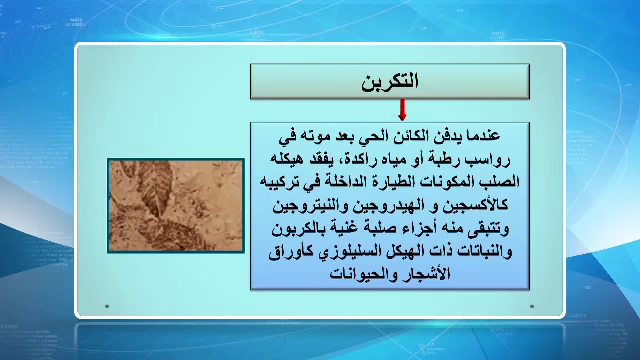 التكربن
عندما يدفن الكائن الحي بعد موته في
رواسب رطبة أو مياه راكدة، يفقد هيكله
الصلب المكونات الطيارة الداخلة في تركيبه
كالأكسجين و الهيدروجين والنيتروجين
وتتبقى منه أجزاء صلبة غنية بالكربون
والنباتات ذات الهيكل السليلوزي كأوراق
الأشجار والحيوانات